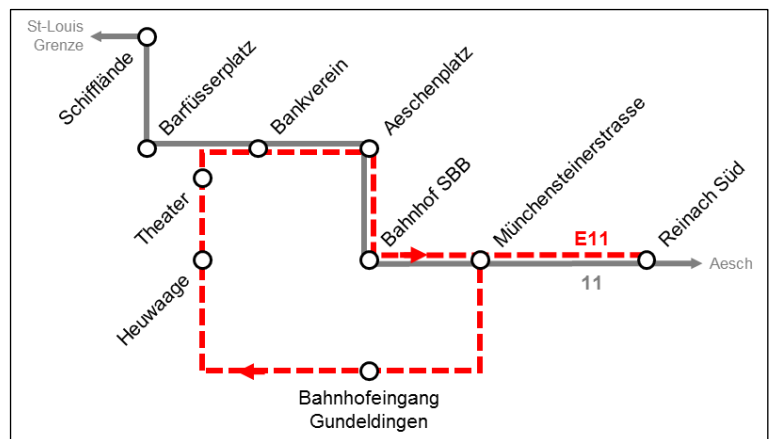 St-Louis
Grenze
Schifflände
Barfüsserplatz
Bankverein
Aeschenplatz
Theater
Bahnhof SBB
Münchensteinerstrasse
Reinach Süd
E11
11
Aesch
Heuwaage
Bahnhofeingang
Gundeldingen